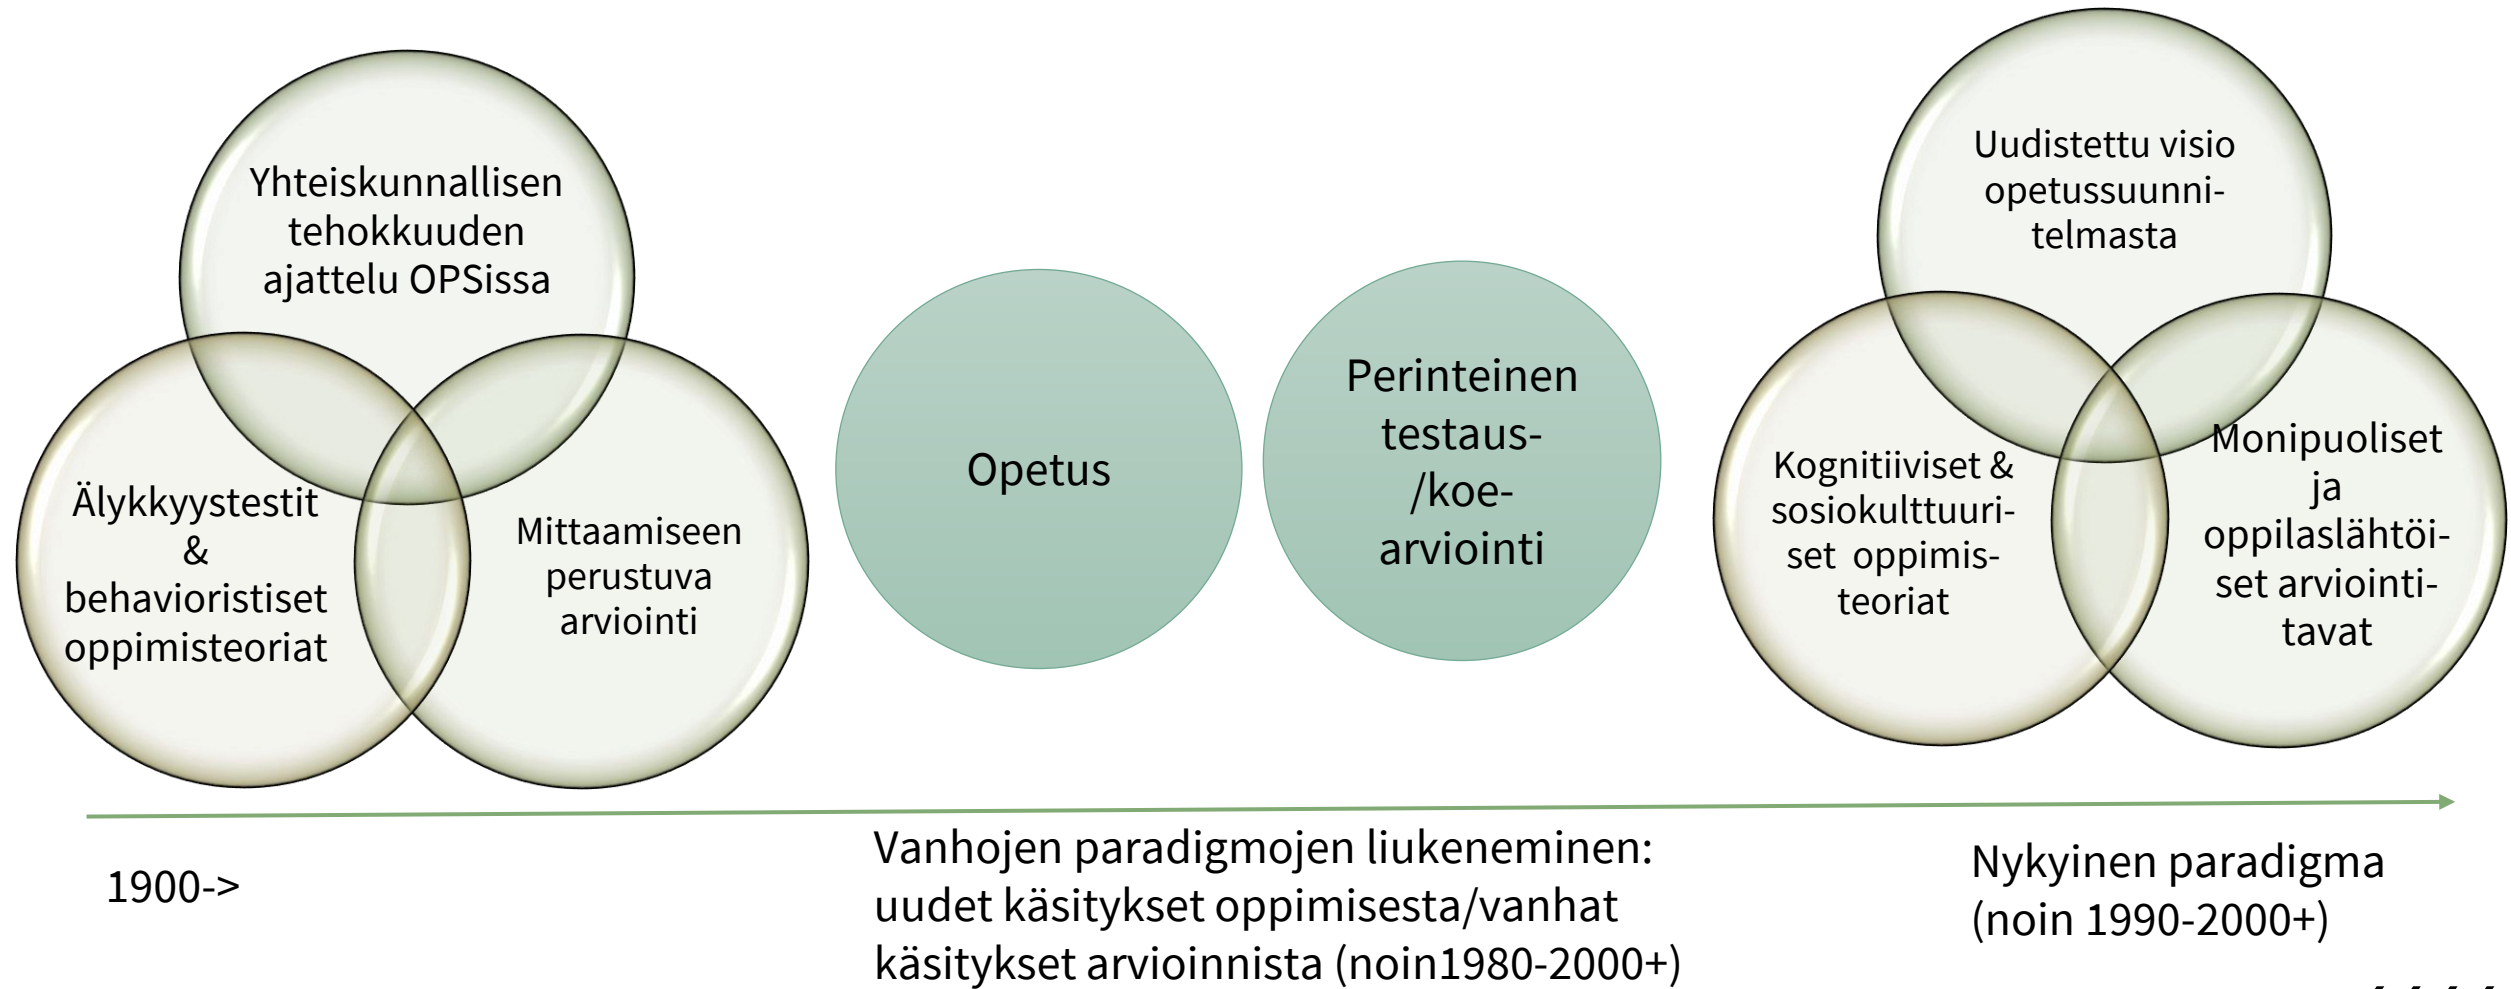 Yhteiskunnallisen
tehokkuuden
ajattelu OPSissa
Älykkyystestit
&
behavioristiset
oppimisteoriat
Mittaamiseen
perustuva
arviointi
Opetus
Perinteinen
testaus-
/koe-
arviointi
Uudistettu visio
opetussuunni-
telmasta
Kognitiiviset &
sosiokulttuuri-
set oppimis-
teoriat
Monipuoliset
ja
oppilaslähtöi-
set arviointi-
tavat
1900->
Vanhojen paradigmojen liukeneminen:
uudet käsitykset oppimisesta/vanhat
käsitykset arvioinnista (noin1980-2000+)
Nykyinen paradigma
(noin 1990-2000+)